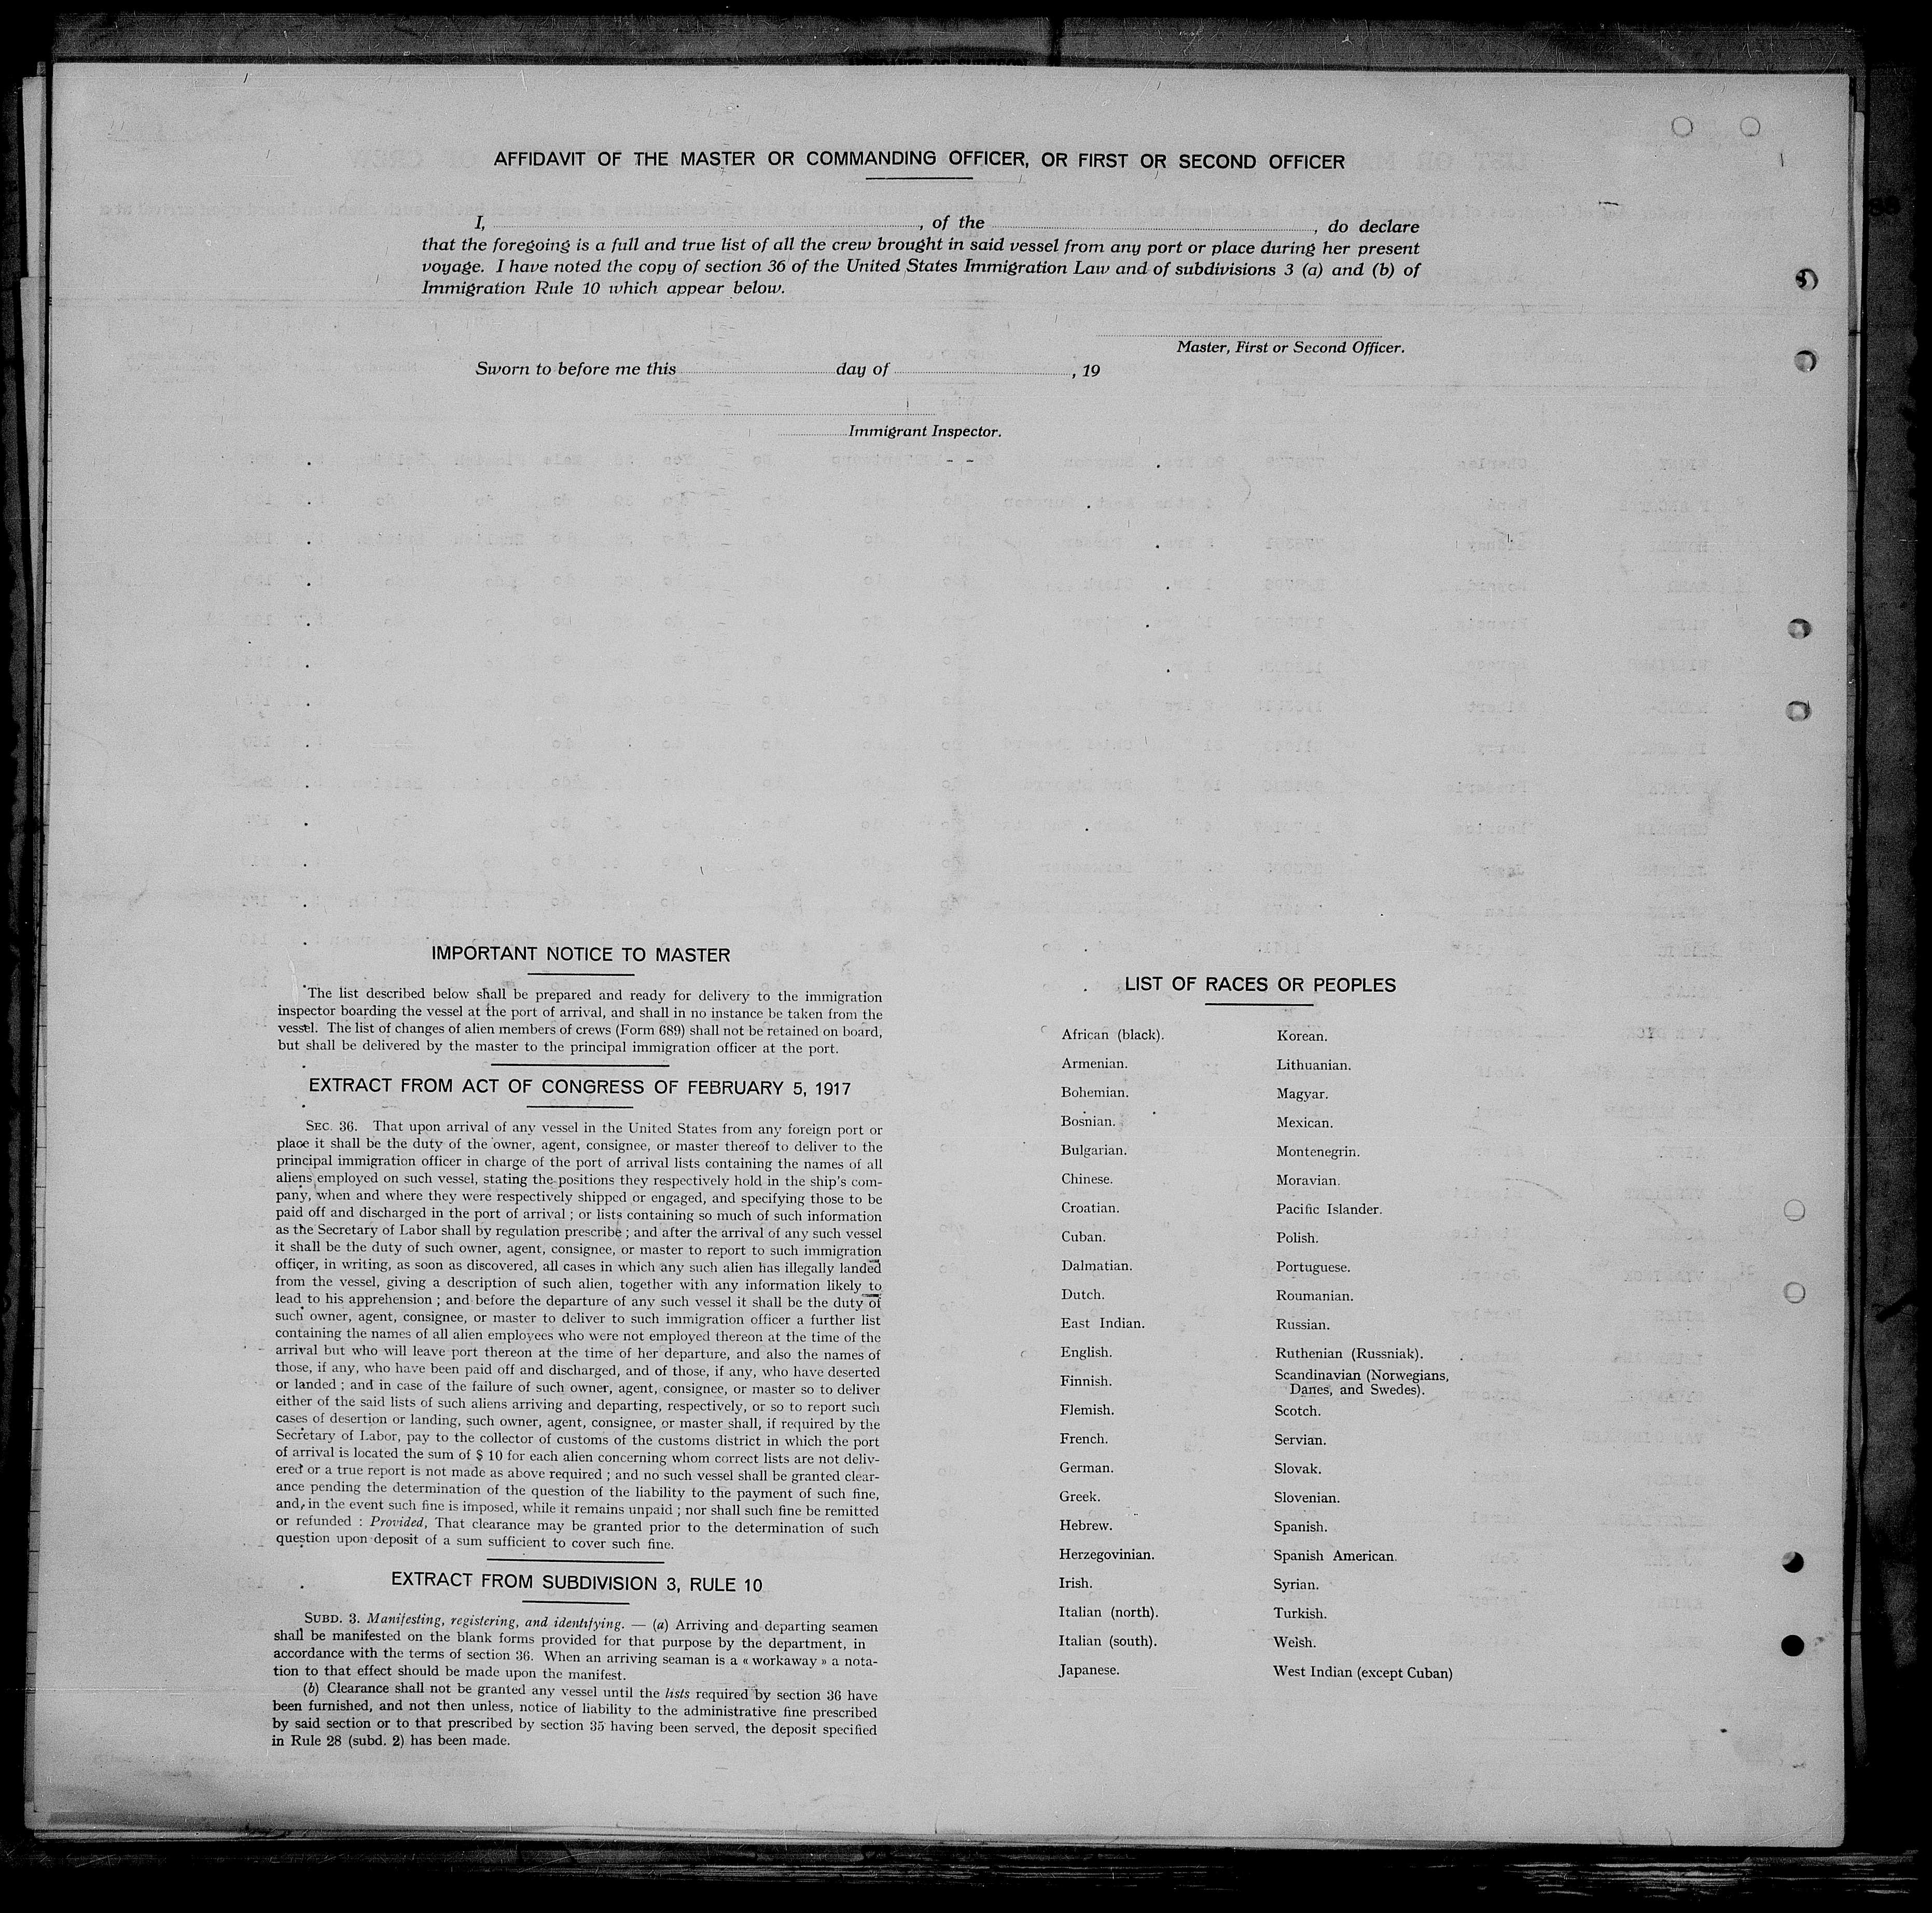 AFFIDAVIT OF THE MASTER OR COMMANDING OFFICER, OR FIRST OR SECOND OFFICER
I, , of the , do declare
that the foregoing is a full and true list of all the crew brought in said vessel from any port or place during her present
voyage. I have noted the copy of section 36 of the United States Immigration Law and of subdivisions 3 (a) and (b) of
Immigration Rule 10 which appear below.
Master, First or Second Officer.
Sworn to before me this day of , 19
Immigrant Inspector.
IMPORTANT NOTICE TO MASTER
The list described below shall be prepared and ready for delivery to the immigration
inspector boarding the vessel at the port of arrival, and shall in no instance be taken from the
vessel. The list of changes of alien members of crews (Form 689) shall not be retained on board,
but shall be delivered by the master to the principal immigration officer at the port.
EXTRACT FROM ACT OF CONGRESS OF FEBRUARY 5, 1917
SEC. 36. That upon arrival of any vessel in the United States from any foreign port or
place it shall be the duty of the owner, agent, consignee, or master thereof to deliver to the
principal immigration officer in charge of the port of arrival lists containing the names of all
aliens employed on such vessel, stating the positions they respectively hold in the ship's com-
pany, when and where they were respectively shipped or engaged, and specifying those to be
paid off and discharged in the port of arrival ; or lists containing so much of such information
as the Secretary of Labor shall by regulation prescribe ; and after the arrival of any such vessel
it shall be the duty of such owner, agent, consignee, or master to report to such immigration
officer, in writing, as soon as discovered, all cases in which any such alien has illegally landed
from the vessel, giving a description of such alien, together with any information likely to
lead to his apprehension ; and before the departure of any such vessel it shall be the duty of
such owner, agent, consignee, or master to deliver to such immigration officer a further list
containing the names of all alien employees who were not employed thereon at the time of the
arrival but who will leave port thereon at the time of her departure, and also the names of
those, if any, who have been paid off and discharged, and of those, if any, who have deserted
or landed ; and in case of the failure of such owner, agent, consignee, or master so to deliver
either of the said lists of such aliens arriving and departing, respectively, or so to report such
cases of desertion or landing, such owner, agent, consignee, or master shall, if required by the
Secretary of Labor, pay to the collector of customs of the customs district in which the port
of arrival is located the sum of $ 10 for each alien concerning whom correct lists are not deliv-
ered or a true report is not made as above required ; and no such vessel shall be granted clear-
ance pending the determination of the question of the liability to the payment of such fine,
and, in the event such fine is imposed, while it remains unpaid ; nor shall such fine be remitted
or refunded : Provided, That clearance may be granted prior to the determination of such
question upon deposit of a sum sufficient to cover such fine.
EXTRACT FROM SUBDIVISION 3, RULE 10
SUBD. 3. Manifesting, registering, and identifying. — (a) Arriving and departing seamen
shall be manifested on the blank forms provided for that purpose by the department, in
accordance with the terms of section 36. When an arriving seaman is a « workaway » a nota-
tion to that effect should be made upon the manifest.
(b) Clearance shall not be granted any vessel until the lists required by section 36 have
been furnished, and not then unless, notice of liability to the administrative fine prescribed
by said section or to that prescribed by section 35 having been served, the deposit specified
in Rule 28 (subd. 2) has been made.
LIST OF RACES OR PEOPLES
African (black).
Armenian.
Bohemian.
Bosnian.
Bulgarian.
Chinese.
Croatian.
Cuban.
Dalmatian.
Dutch.
East Indian.
English.
Finnish.
Flemish.
French.
German.
Greek.
Hebrew.
Herzegovinian.
Irish.
Italian (north).
Italian (south).
Japanese.
Korean.
Lithuanian.
Magyar.
Mexican.
Montenegrin.
Moravian.
Pacific Islander.
Polish.
Portuguese.
Roumanian.
Russian.
Ruthenian (Russniak).
Scandinavian (Norwegians,
Danes, and Swedes).
Scotch.
Servian.
Slovak.
Slovenian.
Spanish.
Spanish American.
Syrian.
Turkish.
Welsh.
West Indian (except Cuban)